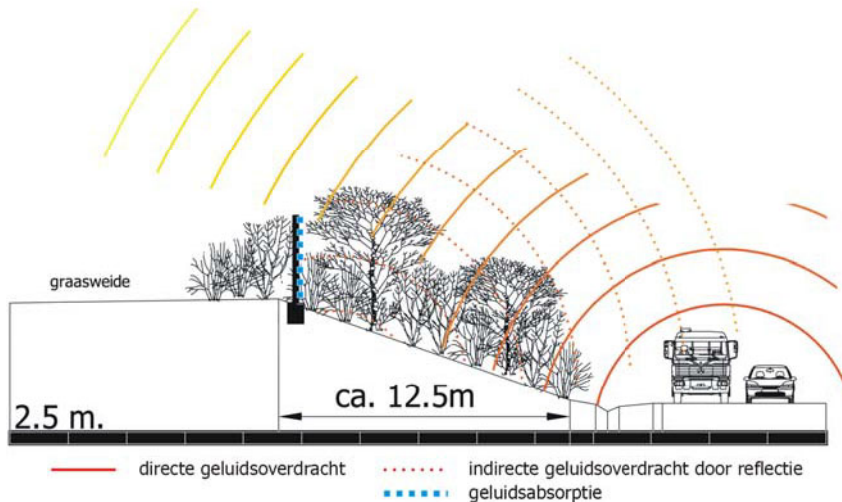 graasweide
ca. 12.5m
2.5 m.
directe geluidsoverdracht
indirecte geluidsoverdracht door reflectie
geluidsabsorptie